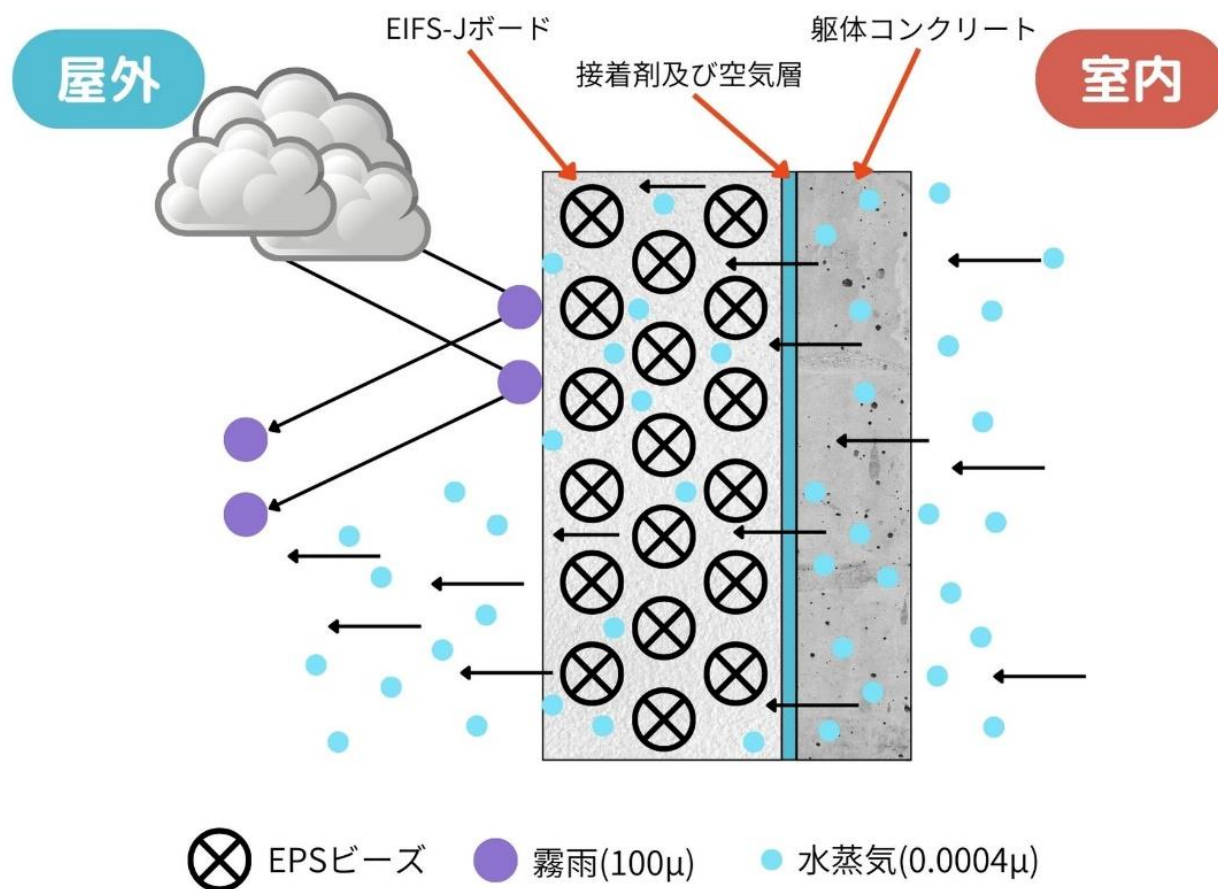 EIFS-Jボード
躯体コンクリート
屋外
接着剤及び空気層
室内
EPSビーズ
霧雨(100μ)
水蒸気(0.0004μ)